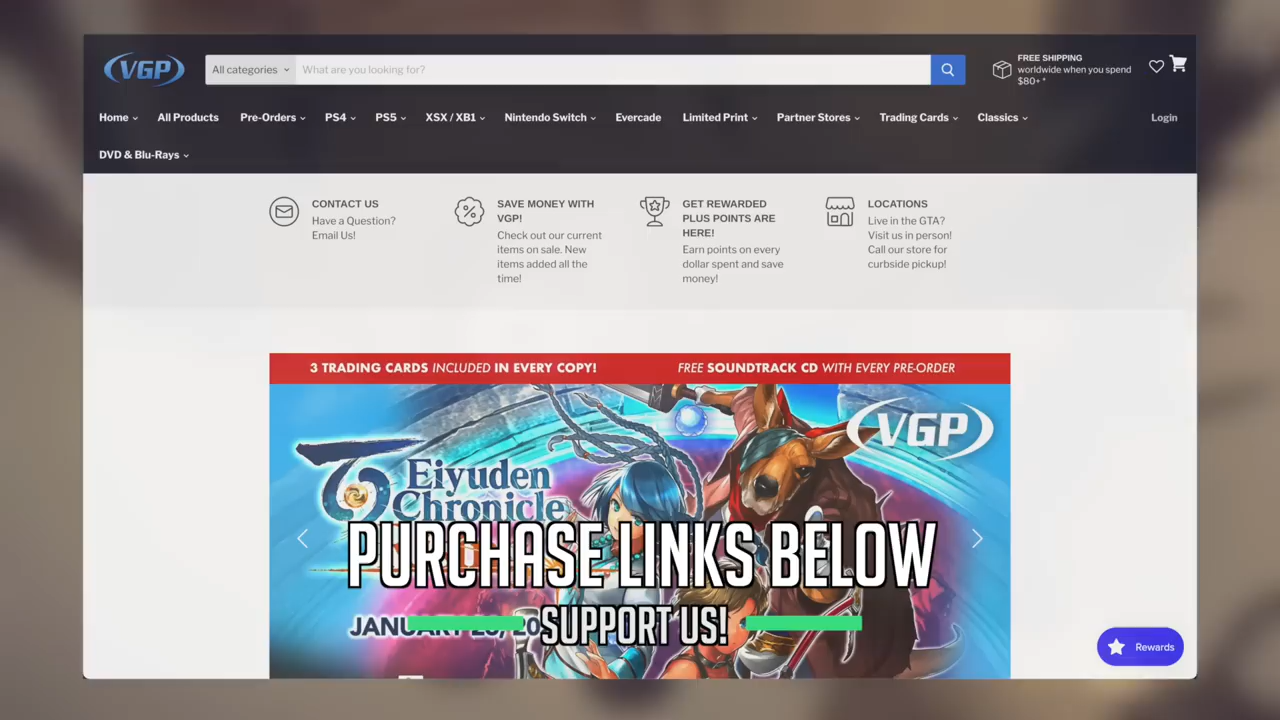 VGP
All categories
What are you looking for?
FREE SHIPPING
worldwide when you spend
$80+ *
Home
All Products
Pre-Orders
PS4
PS5
XSX / XB1
Nintendo Switch
Evercade
Limited Print
Partner Stores
Trading Cards
Classics
Login
DVD & Blu-Rays
CONTACT US
Have a Question?
Email Us!
SAVE MONEY WITH
VGP!
Check out our current
items on sale. New
items added all the
time!
GET REWARDED
PLUS POINTS ARE
HERE!
Earn points on every
dollar spent and save
money!
LOCATIONS
Live in the GTA?
Visit us in person!
Call our store for
curbside pickup!
3 TRADING CARDS INCLUDED IN EVERY COPY!
FREE SOUNDTRACK CD WITH EVERY PRE-ORDER
VGP
Eiyuden
Chronicle
PURCHASE LINKS BELOW
SUPPORT US!
Rewards